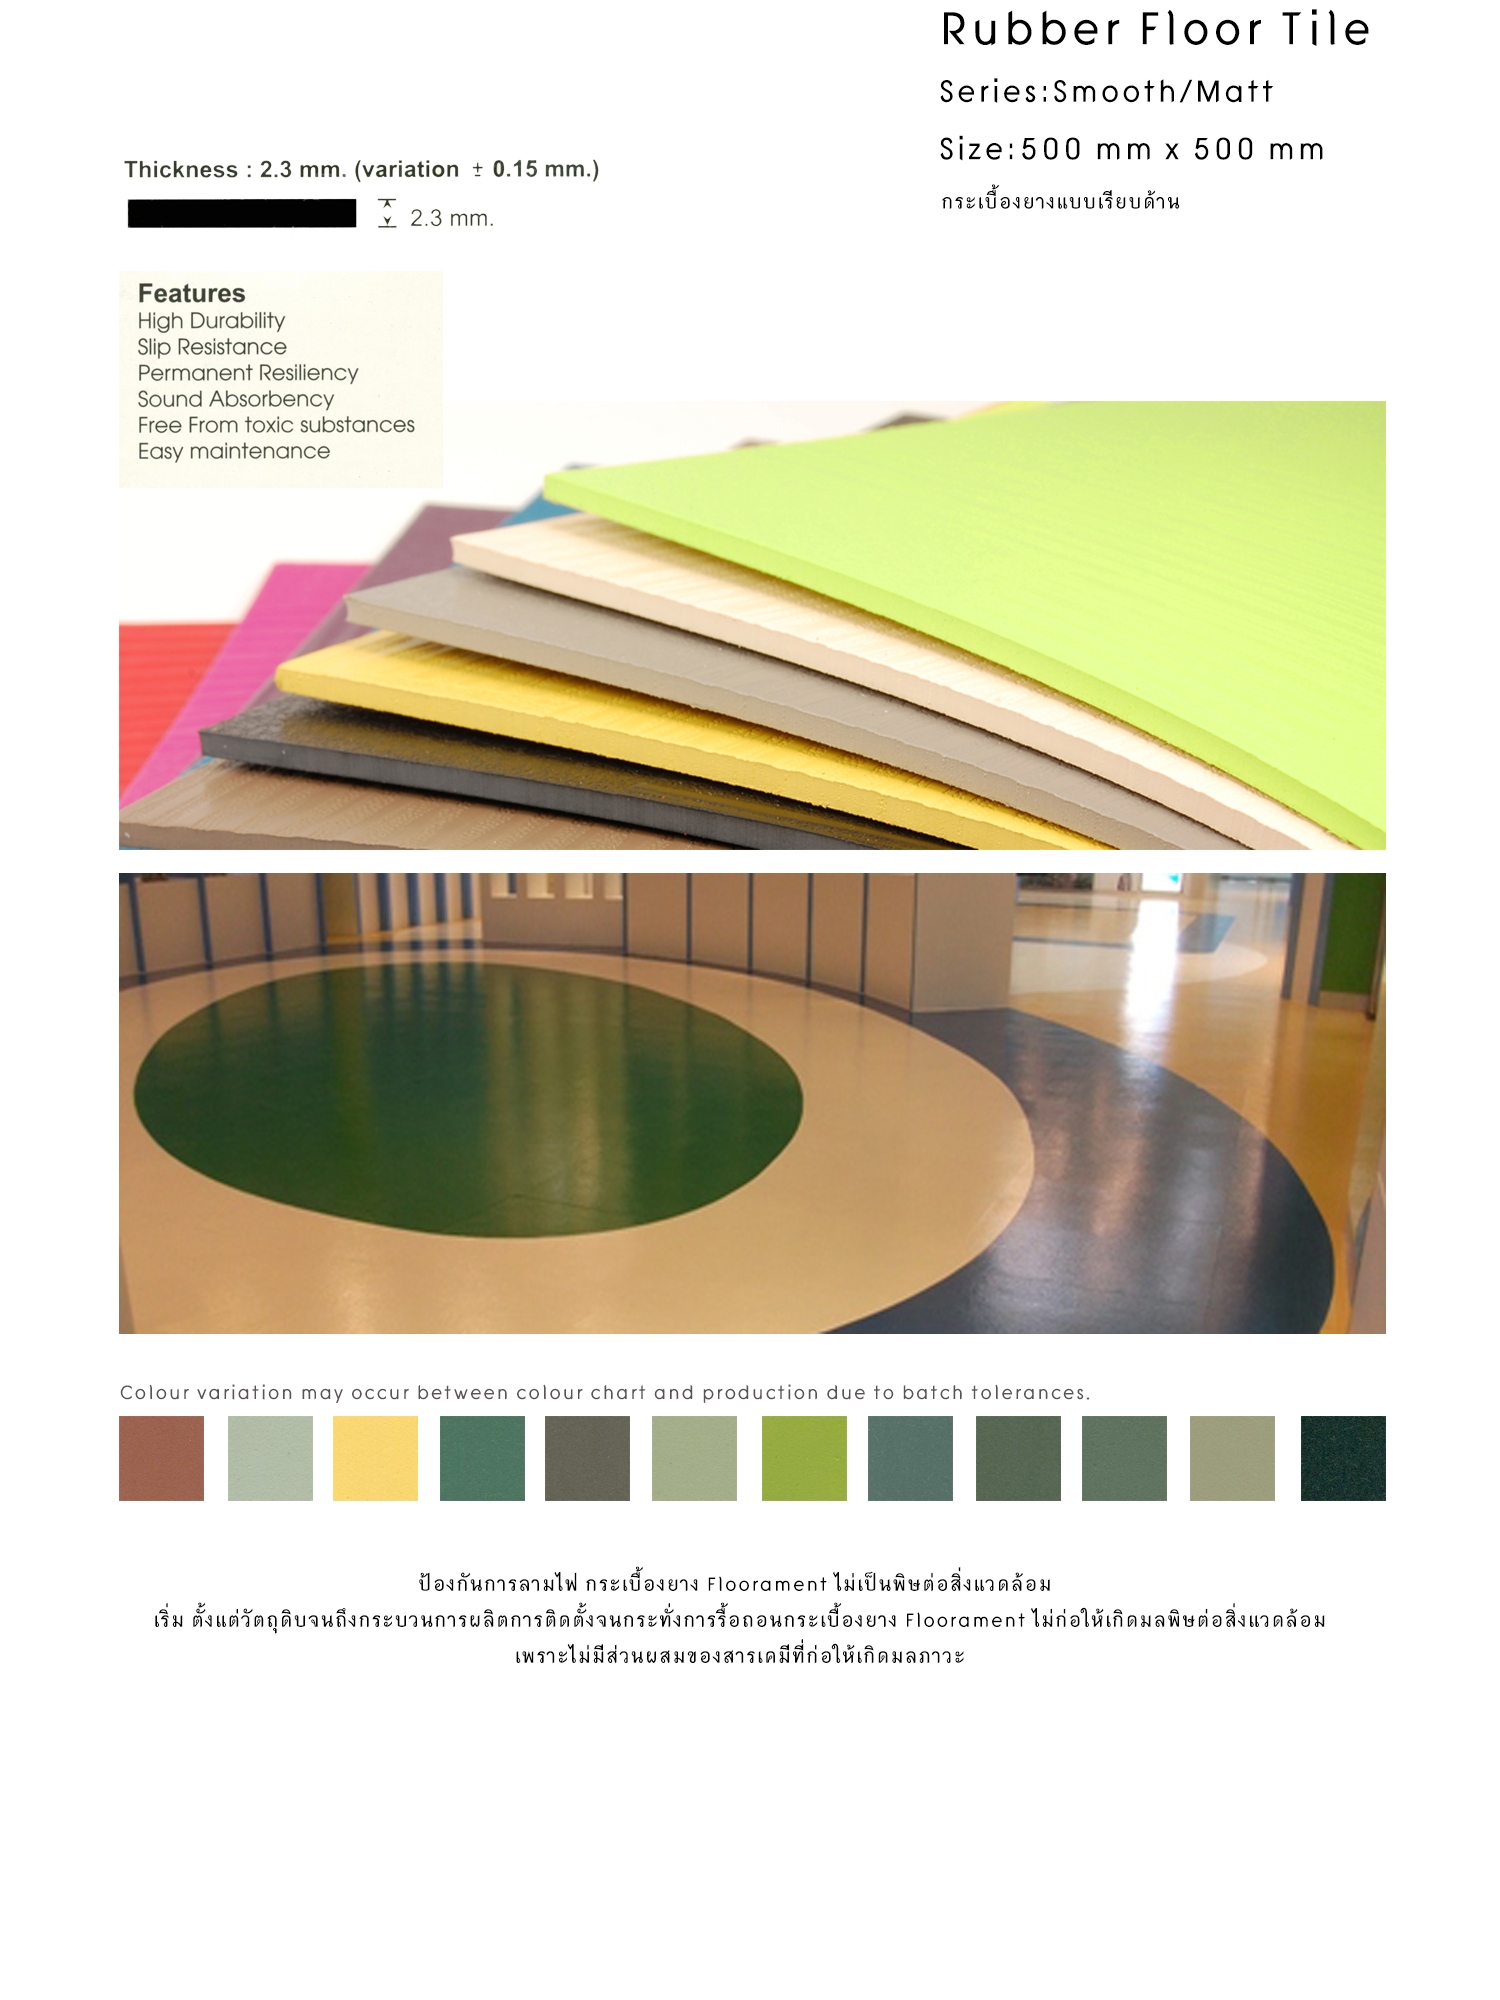 Rubber Floor Tile
Series:Smooth/Matt
Size:500 mm x 500 mm
กระเบื้องยางแบบเรียบด้าน
Thickness : 2.3 mm. (variation ± 0.15 mm.)
2.3 mm.
Features
High Durability
Slip Resistance
Permanent Resiliency
Sound Absorbency
Free From toxic substances
Easy maintenance
Colour variation may occur between colour chart and production due to batch tolerances.
ป้องกันการลามไฟ กระเบื้องยาง Floorament ไม่เป็นพิษต่อสิ่งแวดล้อม
เริ่ม ตั้งแต่วัตถุดิบจนถึงกระบวนการผลิตการติดตั้งจนกระทั่งการรื้อถอนกระเบื้องยาง Floorament ไม่ก่อให้เกิดมลพิษต่อสิ่งแวดล้อม
เพราะไม่มีส่วนผสมของสารเคมีที่ก่อให้เกิดมลภาวะ